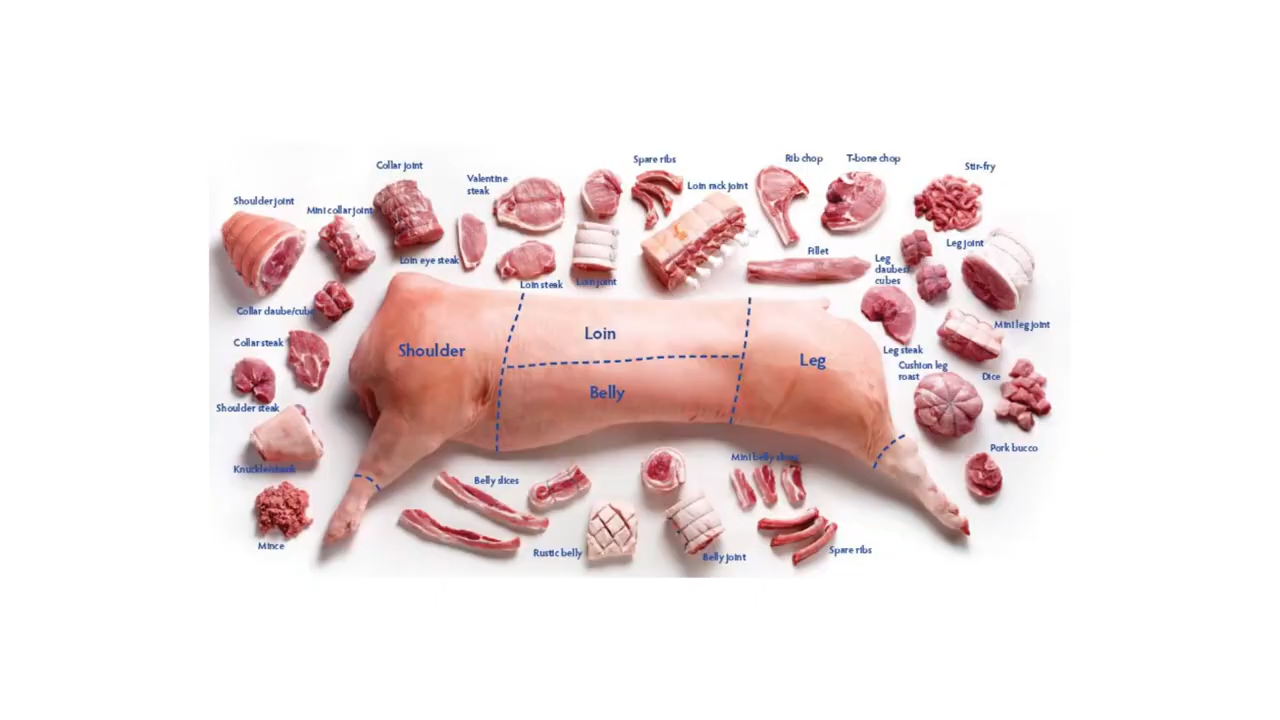 Spare ribs
Rib chop
T-bone chop
Collar joint
Stir-fry
Valentine
steak
Loin rack joint
Shoulder joint
Mini collar joint
Leg joint
Fillet
Loin eye steak
Leg
daubes/
cubes
Loin steak
Loin joint
Collar daube/cube
Mini leg joint
Loin
Collar steak
Shoulder
Leg
Leg steak
Cushion leg
roast
Dice
Belly
Shoulder steak
Pork bucco
Mini belly slices
Knuckle/shank
Belly slices
Mince
Rustic belly
Belly joint
Spare ribs